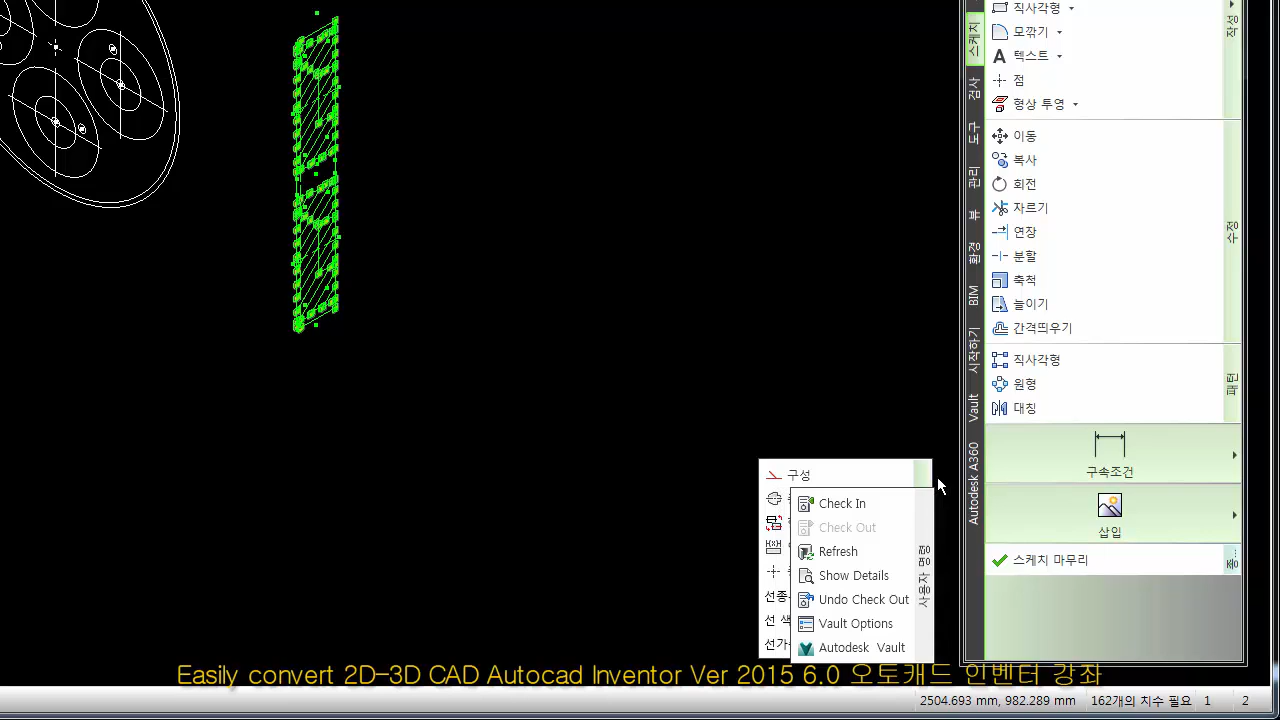 직사각형
모깎기
텍스트
점
형상 투영
작성
이동
복사
회전
자르기
연장
분할
축척
늘이기
간격띄우기
수정
직사각형
원형
대칭
패턴
구속조건
삽입
스케치 마무리
종...
스케치
검사
도구
관리
뷰
환경
BIM
시작하기
Vault
Autodesk A360
구성
선종
선 색
선가
Check In
Check Out
Refresh
Show Details
Undo Check Out
Vault Options
Autodesk Vault
사용자 명령
Easily convert 2D-3D CAD Autocad Inventor Ver 2015 6.0 오토캐드 인벤터 강좌
2504.693 mm, 982.289 mm 162개의 치수 필요 1 2